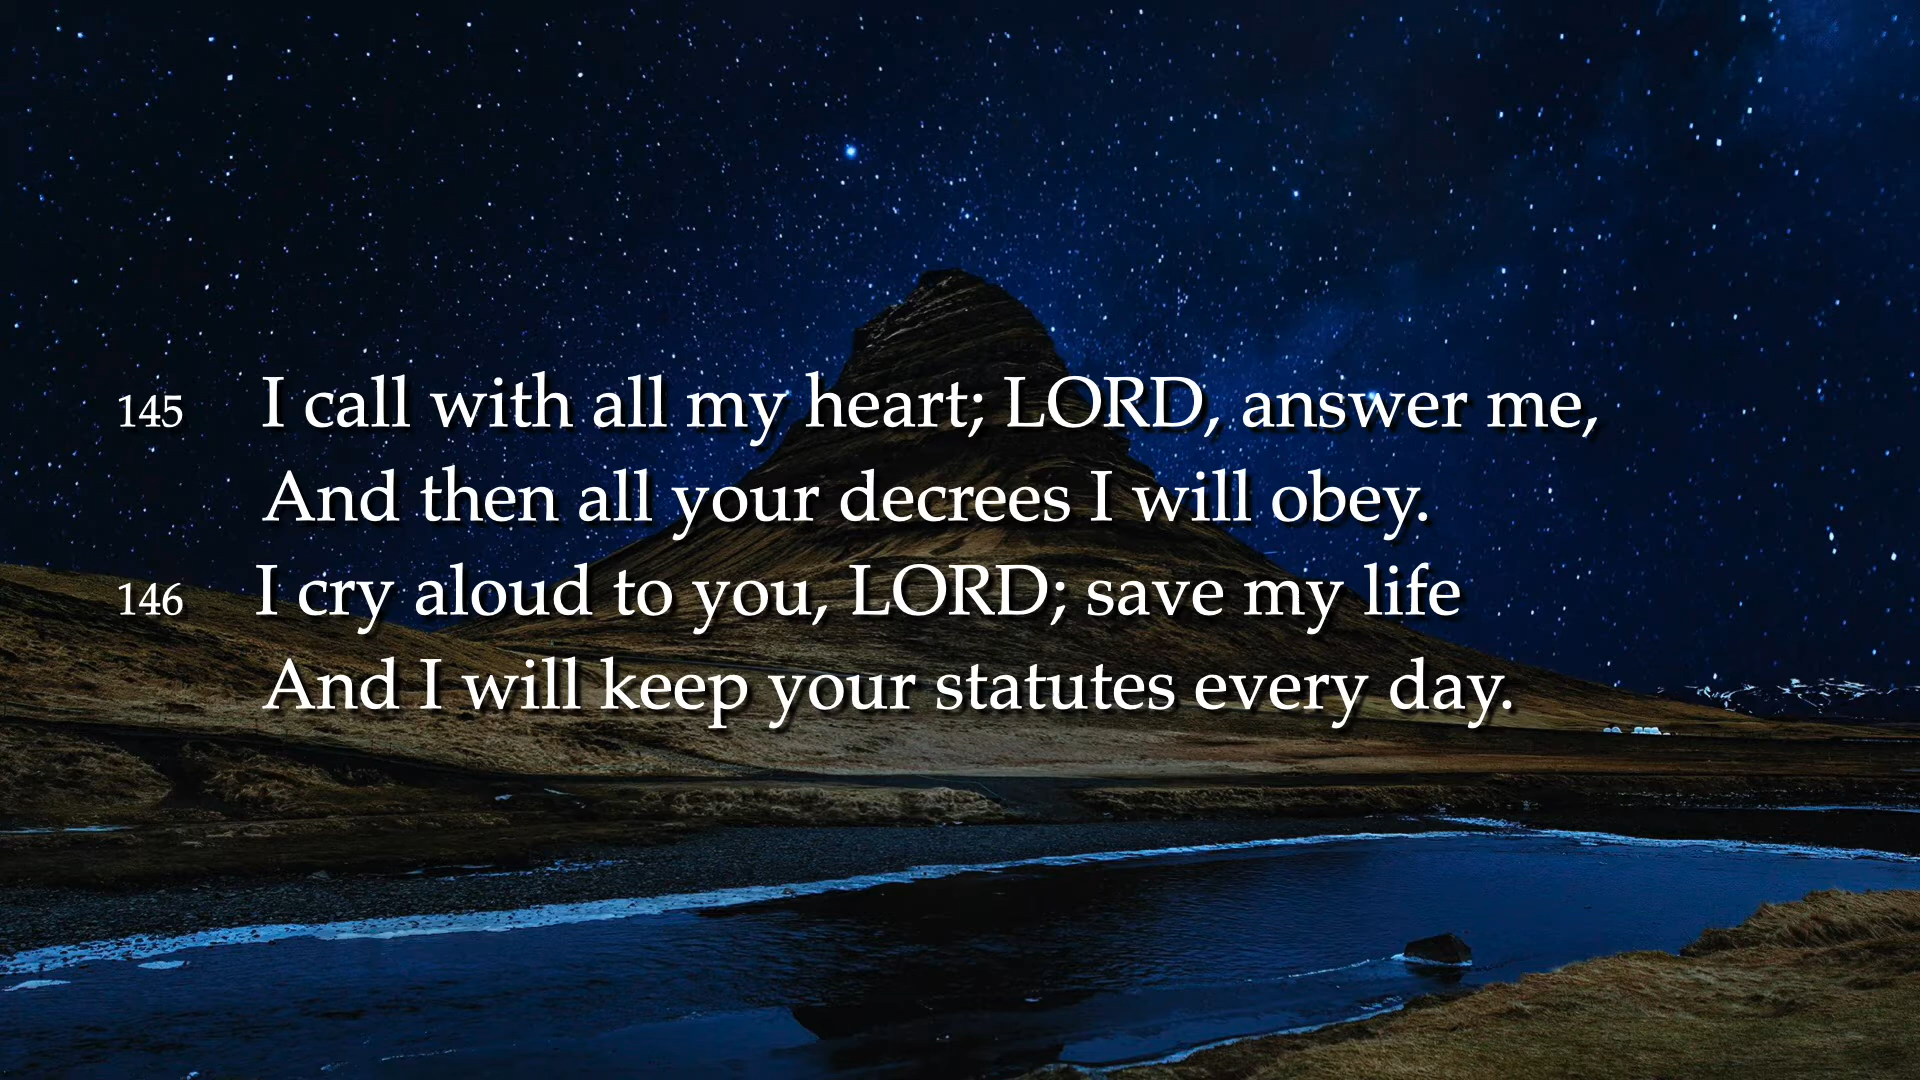 145 I call with all my heart; LORD, answer me,
And then all your decrees I will obey.
146 I cry aloud to you, LORD; save my life
And I will keep your statutes every day.